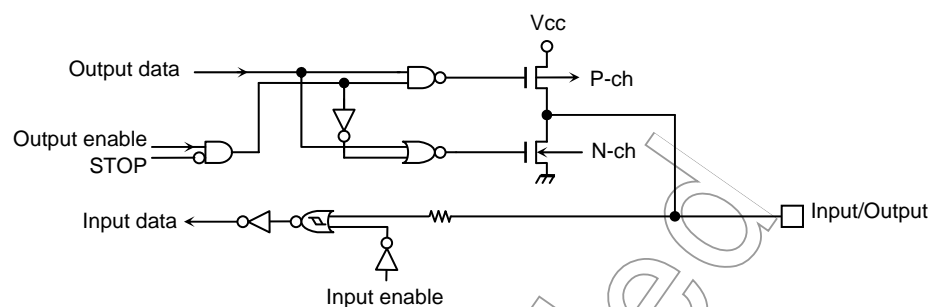 Vcc
Output data
P-ch
Output enable
STOP
N-ch
Input data
Input/Output
Input enable